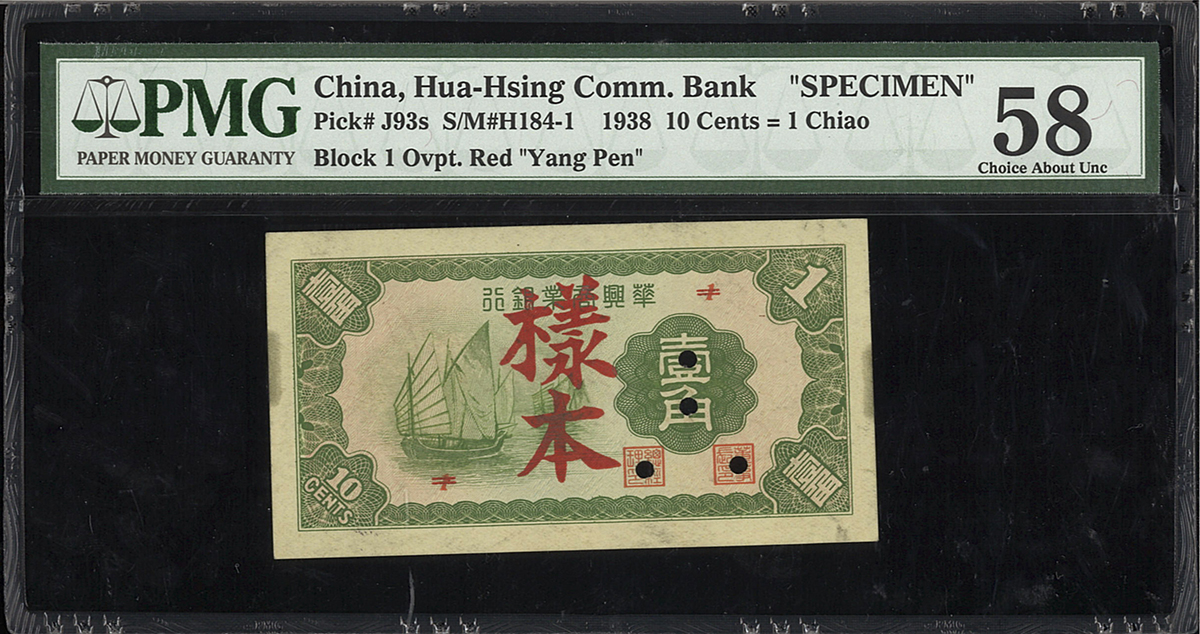 PMG
PAPER MONEY GUARANTY
China, Hua-Hsing Comm. Bank "SPECIMEN"
Pick# J93s S/M#H184-1 1938 10 Cents = 1 Chiao
Block 1 Ovpt. Red "Yang Pen"
58
Choice About Unc
行銀業商興華
樣本
壹角
1
10
CENTS